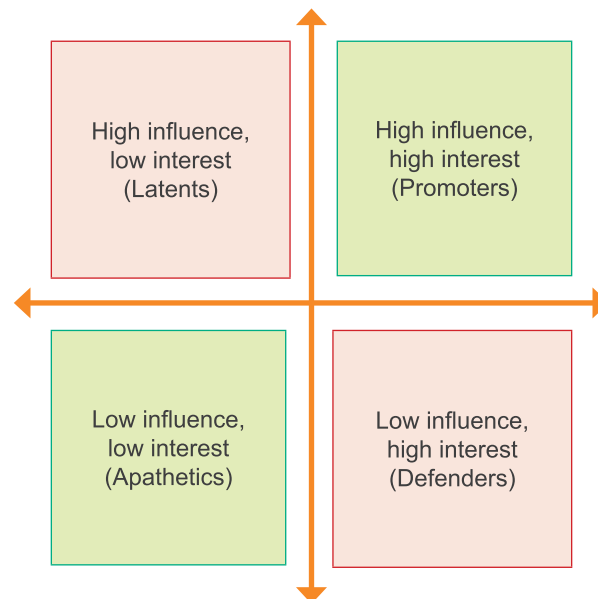 High influence,
low interest
(Latents)
High influence,
high interest
(Promoters)
Low influence,
low interest
(Apathetics)
Low influence,
high interest
(Defenders)